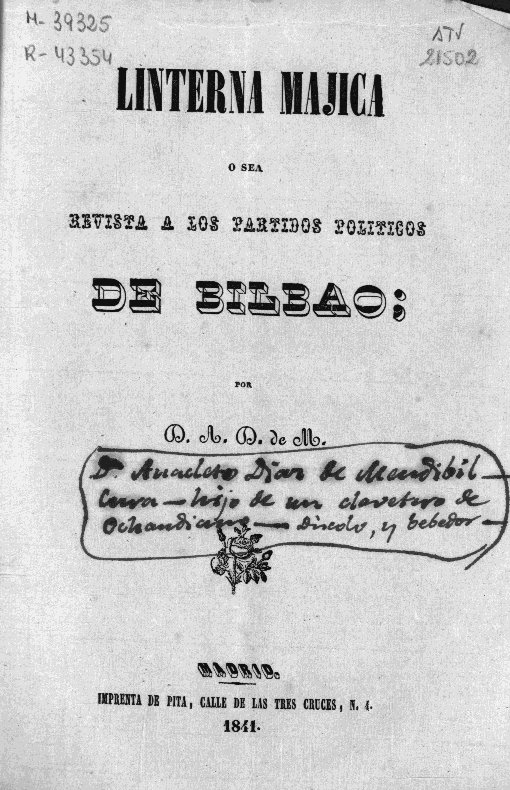 M- 39325
R- 43354
ATV
21502
LINTERNA MAJICA
O SEA
REVISTA A LOS PARTIDOS POLITICOS
DE BILBAO;
POR
D. A. D. de M.
Dn. Anacleto Diaz de Mendibil —
Cura — hijo de un clavetero de
Ochandiano — díscolo, y bebedor —
MADRID.
IMPRENTA DE PITA, CALLE DE LAS TRES CRUCES, N. 4.
1841.